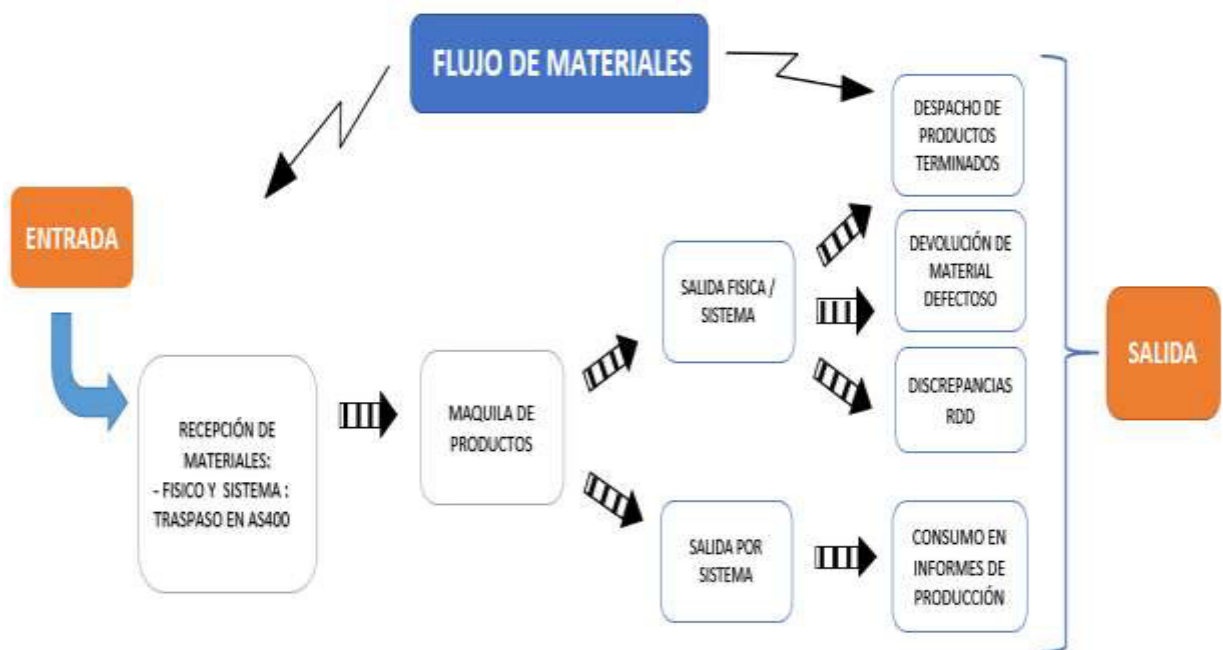 FLUJO DE MATERIALES
ENTRADA
RECEPCIÓN DE
MATERIALES:
- FISICO Y SISTEMA :
TRASPASO EN AS400
MAQUILA DE
PRODUCTOS
SALIDA FISICA /
SISTEMA
SALIDA POR
SISTEMA
DESPACHO DE
PRODUCTOS
TERMINADOS
DEVOLUCIÓN DE
MATERIAL
DEFECTOSO
DISCREPANCIAS
RDD
CONSUMO EN
INFORMES DE
PRODUCCIÓN
SALIDA